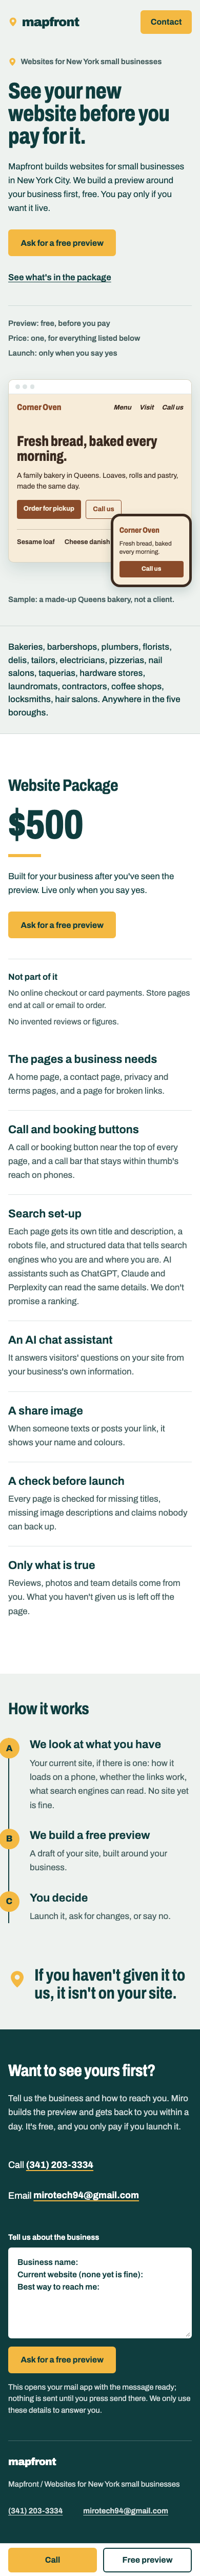 mapfront
Contact
Websites for New York small businesses
See your new
website before you
pay for it.
Mapfront builds websites for small businesses
in New York City. We build a preview around
your business first, free. You pay only if you
want it live.
Ask for a free preview
See what's in the package
Preview: free, before you pay
Price: one, for everything listed below
Launch: only when you say yes
Corner Oven
Menu Visit Call us
Fresh bread, baked every
morning.
A family bakery in Queens. Loaves, rolls and pastry,
made the same day.
Order for pickup
Call us
Sesame loaf Cheese danish
Corner Oven
Fresh bread, baked
every morning.
Call us
Sample: a made-up Queens bakery, not a client.
Bakeries, barbershops, plumbers, florists,
delis, tailors, electricians, pizzerias, nail
salons, taquerias, hardware stores,
laundromats, contractors, coffee shops,
locksmiths, hair salons. Anywhere in the five
boroughs.
Website Package
$500
Built for your business after you've seen the
preview. Live only when you say yes.
Ask for a free preview
Not part of it
No online checkout or card payments. Store pages
end at call or email to order.
No invented reviews or figures.
The pages a business needs
A home page, a contact page, privacy and
terms pages, and a page for broken links.
Call and booking buttons
A call or booking button near the top of every
page, and a call bar that stays within thumb's
reach on phones.
Search set-up
Each page gets its own title and description, a
robots file, and structured data that tells search
engines who you are and where you are. AI
assistants such as ChatGPT, Claude and
Perplexity can read the same details. We don't
promise a ranking.
An AI chat assistant
It answers visitors' questions on your site from
your business's own information.
A share image
When someone texts or posts your link, it
shows your name and colours.
A check before launch
Every page is checked for missing titles,
missing image descriptions and claims nobody
can back up.
Only what is true
Reviews, photos and team details come from
you. What you haven't given us is left off the
page.
How it works
A
We look at what you have
Your current site, if there is one: how it
loads on a phone, whether the links work,
what search engines can read. No site yet
is fine.
B
We build a free preview
A draft of your site, built around your
business.
C
You decide
Launch it, ask for changes, or say no.
If you haven't given it to
us, it isn't on your site.
Want to see yours first?
Tell us the business and how to reach you. Miro
builds the preview and gets back to you within a
day. It's free, and you only pay if you launch it.
Call (341) 203-3334
Email mirotech94@gmail.com
Tell us about the business
Business name:
Current website (none yet is fine):
Best way to reach me:
Ask for a free preview
This opens your mail app with the message ready;
nothing is sent until you press send there. We only use
these details to answer you.
mapfront
Mapfront / Websites for New York small businesses
(341) 203-3334 mirotech94@gmail.com
Call
Free preview